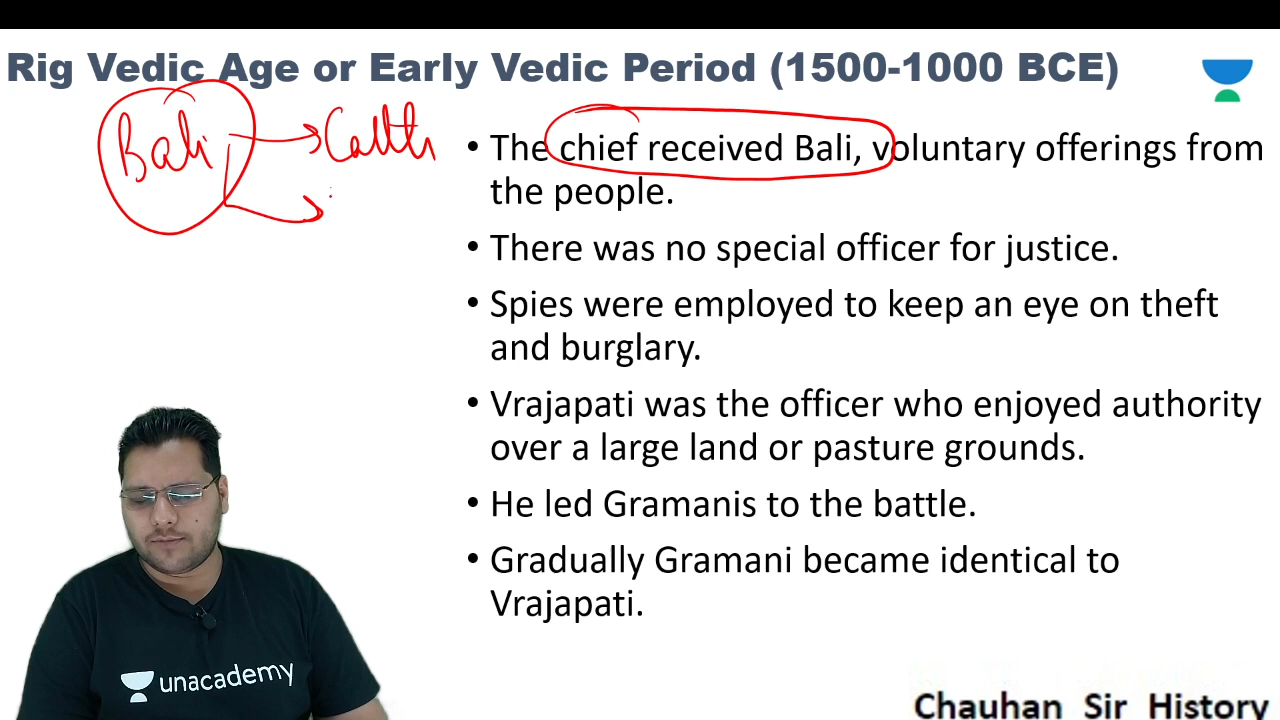 Rig Vedic Age or Early Vedic Period (1500-1000 BCE)
Bali
• The chief received Bali, voluntary offerings from
the people.
• There was no special officer for justice.
• Spies were employed to keep an eye on theft
and burglary.
• Vrajapati was the officer who enjoyed authority
over a large land or pasture grounds.
• He led Gramanis to the battle.
• Gradually Gramani became identical to
Vrajapati.
unacademy
Chauhan Sir History